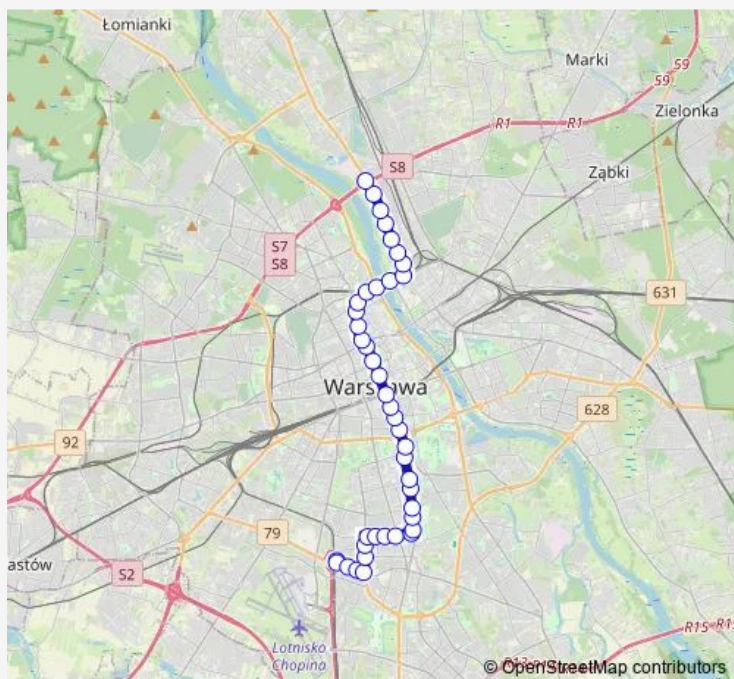 Łomianki
Marki
S9
S9
Zielonka
R1
R1
S8
Ząbki
S7
S8
631
Warszawa
628
92
79
astów
S2
Lotnisko
Chopina
R15
© OpenStreetMap contributors